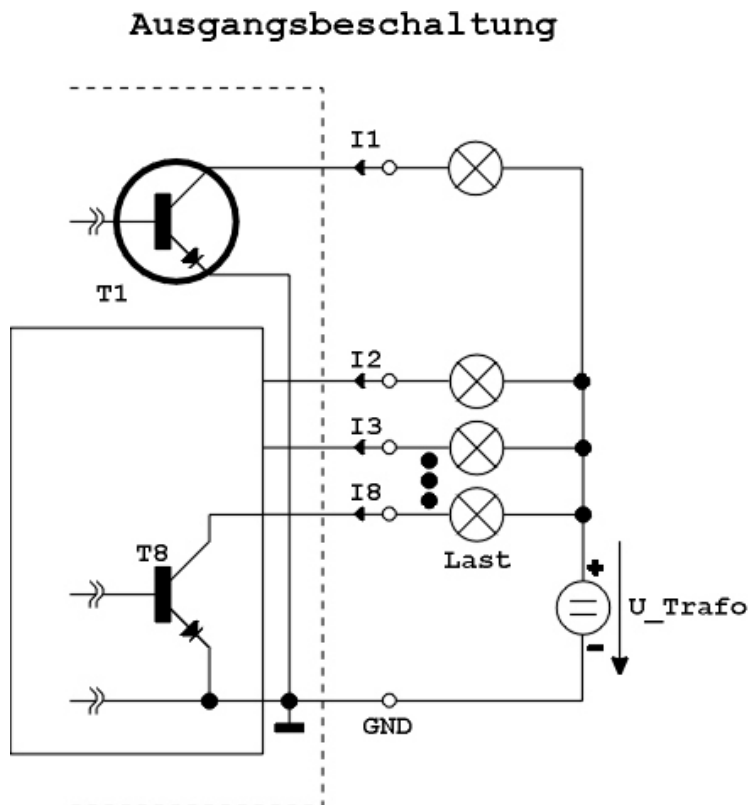 Ausgangsbeschaltung
I1
T1
I2
I3
I8
T8
Last
+
U_Trafo
-
GND